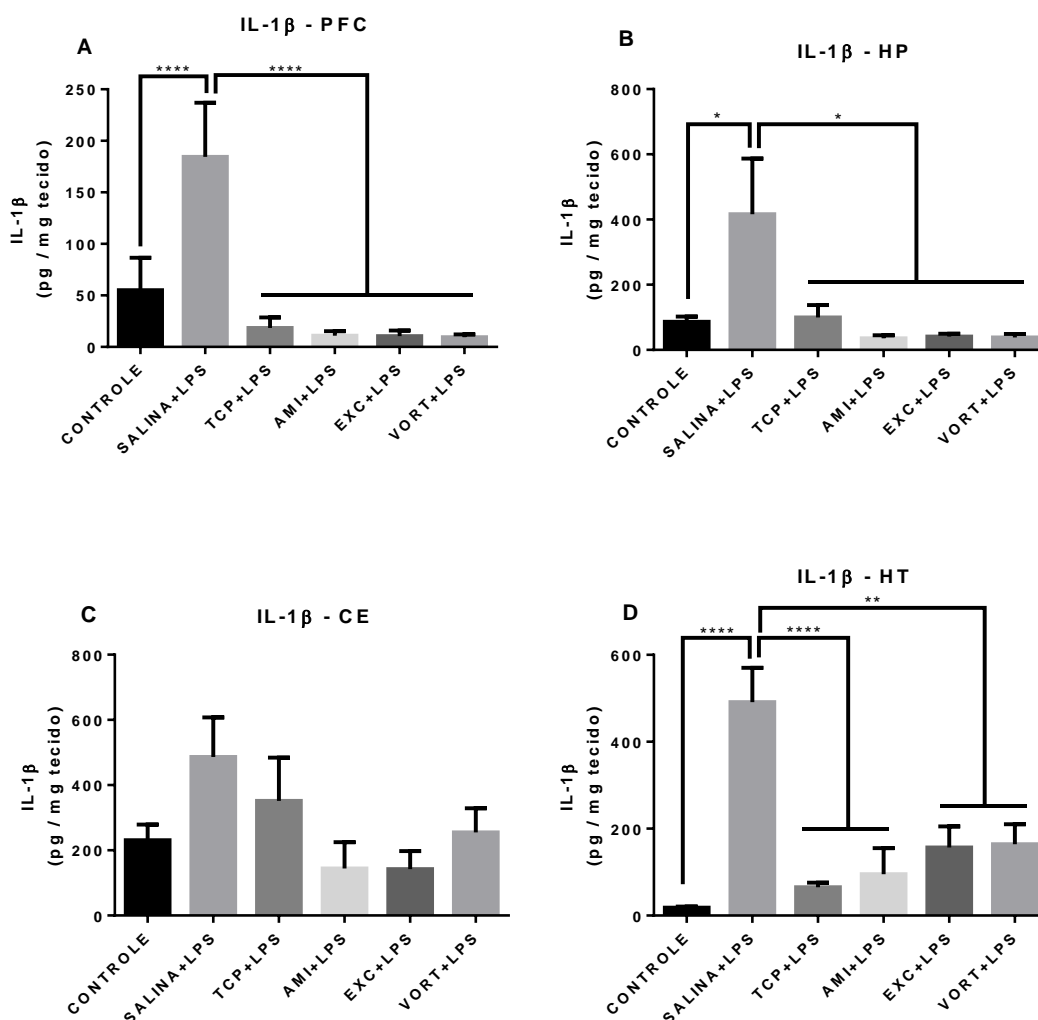 A
IL-1β - PFC
**** ****
250
200
150
100
50
0
IL-1β
(pg / mg tecido)
CONTROLE
SALINA+LPS
TCP+LPS
AMI+LPS
EXC+LPS
VORT+LPS
B
IL-1β - HP
* *
800
600
400
200
0
IL-1β
(pg / mg tecido)
CONTROLE
SALINA+LPS
TCP+LPS
AMI+LPS
EXC+LPS
VORT+LPS
C
IL-1β - CE
800
600
400
200
0
IL-1β
(pg / mg tecido)
CONTROLE
SALINA+LPS
TCP+LPS
AMI+LPS
EXC+LPS
VORT+LPS
D
IL-1β - HT
**
**** ****
600
400
200
0
IL-1β
(pg / mg tecido)
CONTROLE
SALINA+LPS
TCP+LPS
AMI+LPS
EXC+LPS
VORT+LPS